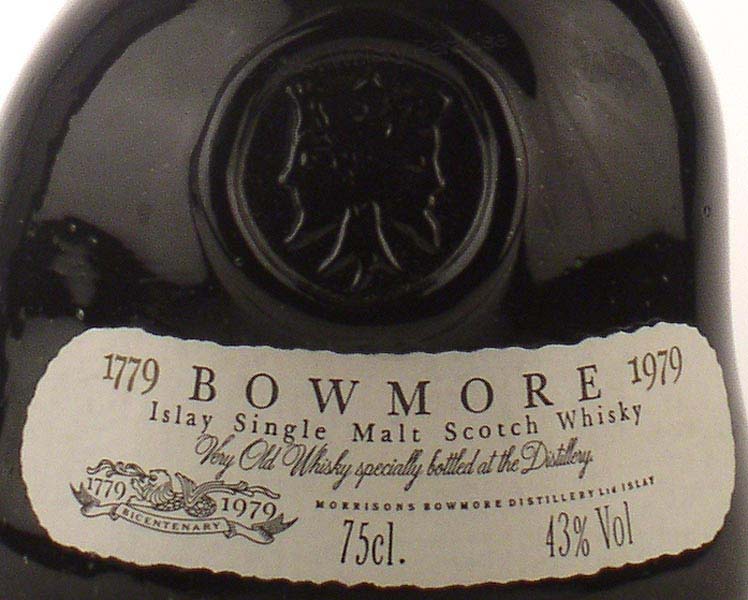 1779 BOWMORE 1979
Islay Single Malt Scotch Whisky
Very Old Whisky specially bottled at the Distillery.
1779 1979
BICENTENARY
MORRISONS BOWMORE DISTILLERY Ltd ISLAY
75cl. 43% Vol